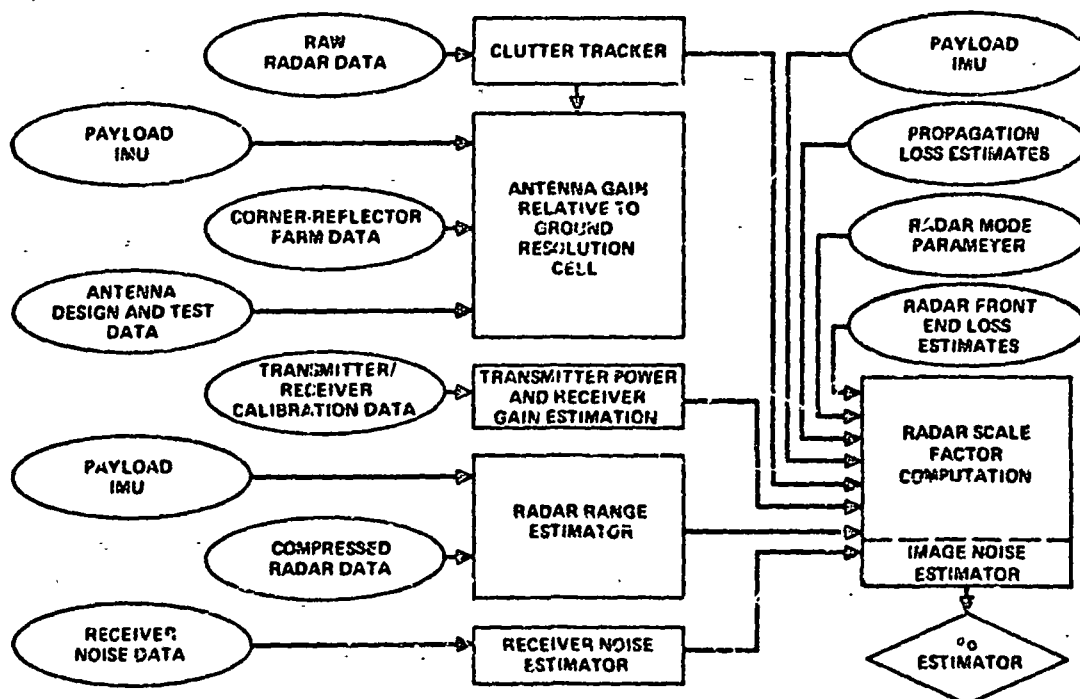 RAW
RADAR DATA
CLUTTER TRACKER
PAYLOAD
IMU
PAYLOAD
IMU
PROPAGATION
LOSS ESTIMATES
CORNER-REFLECTOR
FARM DATA
ANTENNA GAIN
RELATIVE TO
GROUND
RESOLUTION
CELL
RADAR MODE
PARAMEYER
ANTENNA
DESIGN AND TEST
DATA
RADAR FRONT
END LOSS
ESTIMATES
TRANSMITTER/
RECEIVER
CALIBRATION DATA
TRANSMITTER POWER
AND RECEIVER
GAIN ESTIMATION
RADAR SCALE
FACTOR
COMPUTATION
PAYLOAD
IMU
RADAR RANGE
ESTIMATOR
COMPRESSED
RADAR DATA
IMAGE NOISE
ESTIMATOR
RECEIVER
NOISE DATA
RECEIVER NOISE
ESTIMATOR
ESTIMATOR